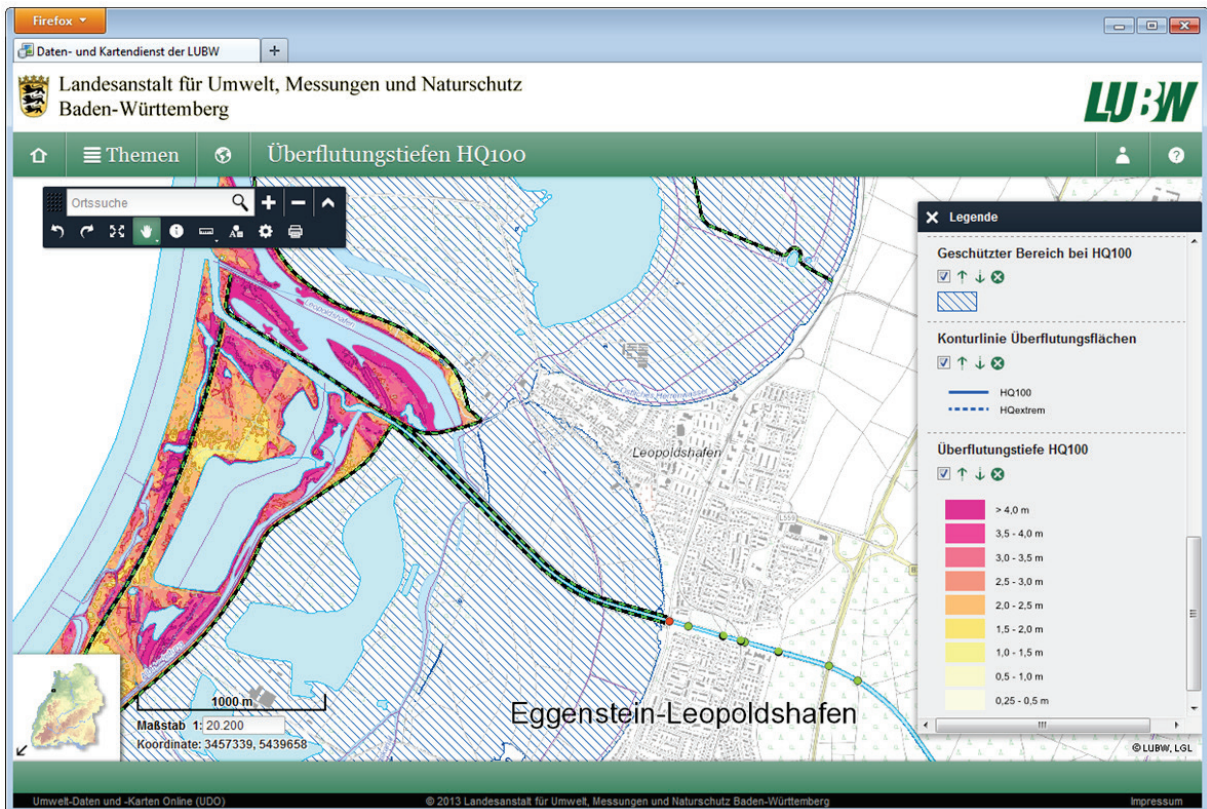 Firefox
Daten- und Kartendienst der LUBW
Landesanstalt für Umwelt, Messungen und Naturschutz
Baden-Württemberg
LUBW
Themen
Überflutungstiefen HQ100
Ortssuche
Legende
Geschützter Bereich bei HQ100
Konturlinie Überflutungsflächen
HQ100
HQextrem
Überflutungstiefe HQ100
> 4,0 m
3,5 - 4,0 m
3,0 - 3,5 m
2,5 - 3,0 m
2,0 - 2,5 m
1,5 - 2,0 m
1,0 - 1,5 m
0,5 - 1,0 m
0,25 - 0,5 m
Leopoldshafen
Leopoldshafen
L559
Eggenstein-Leopoldshafen
1000 m
Maßstab 1: 20.200
Koordinate: 3457339, 5439658
© LUBW, LGL
Umwelt-Daten und -Karten Online (UDO)
© 2013 Landesanstalt für Umwelt, Messungen und Naturschutz Baden-Württemberg
Impressum